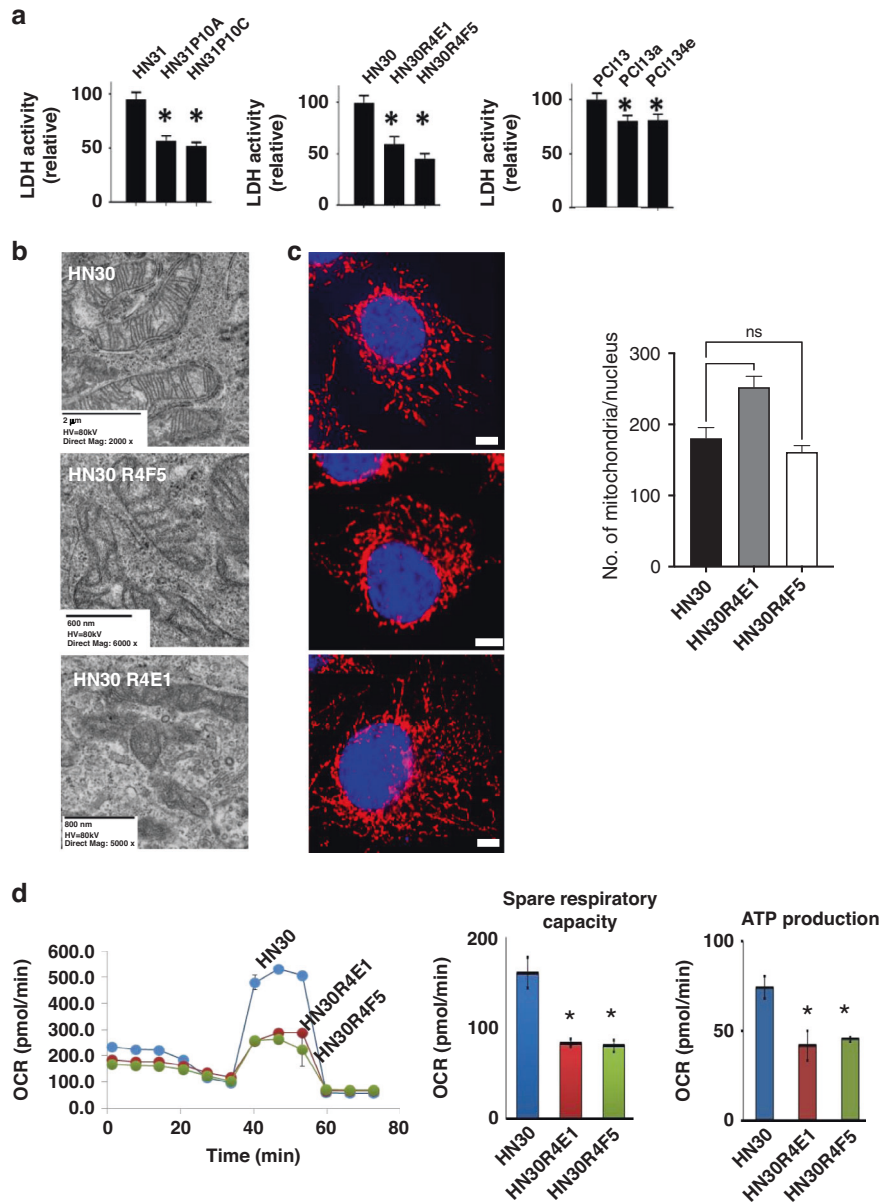 a
HN31
HN31P10A
HN31P10C
LDH activity
(relative)
100
50
0
*
*
HN30
HN30R4E1
HN30R4F5
LDH activity
(relative)
100
50
0
*
*
PCI13
PCI13a
PCI134e
LDH activity
(relative)
100
50
0
*
*
b
HN30
2 µm
HV=80kV
Direct Mag: 2000 x
HN30 R4F5
600 nm
HV=80kV
Direct Mag: 6000 x
HN30 R4E1
800 nm
HV=80kV
Direct Mag: 5000 x
c
No. of mitochondria/nucleus
300
200
100
0
ns
HN30
HN30R4E1
HN30R4F5
d
OCR (pmol/min)
600.0
500.0
400.0
300.0
200.0
100.0
0.0
0
20
40
60
80
Time (min)
HN30
HN30R4E1
HN30R4F5
Spare respiratory
capacity
OCR (pmol/min)
200
100
0
*
*
HN30
HN30R4E1
HN30R4F5
ATP production
OCR (pmol/min)
100
50
0
*
*
HN30
HN30R4E1
HN30R4F5